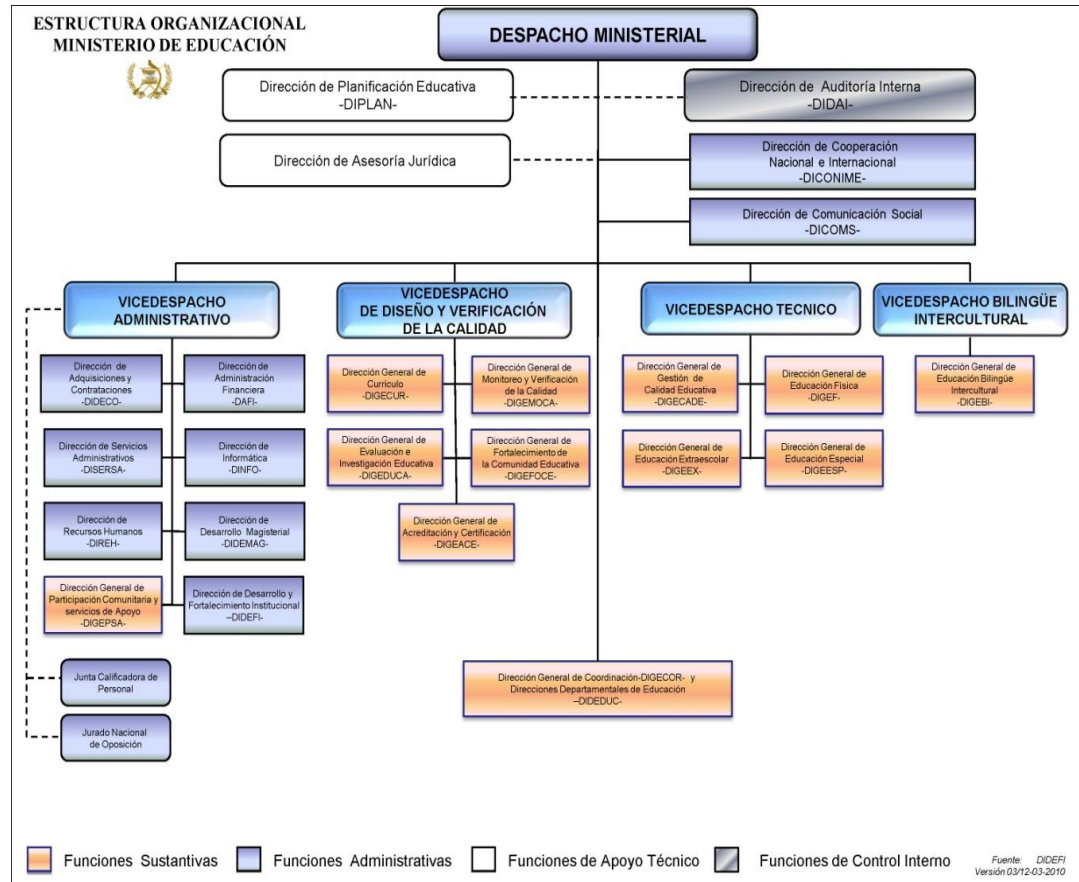 ESTRUCTURA ORGANIZACIONAL
MINISTERIO DE EDUCACIÓN
DESPACHO MINISTERIAL
Dirección de Planificación Educativa
-DIPLAN-
Dirección de Auditoría Interna
-DIDAI-
Dirección de Asesoría Jurídica
Dirección de Cooperación
Nacional e Internacional
-DICONIME-
Dirección de Comunicación Social
-DICOMS-
VICEDESPACHO
ADMINISTRATIVO
VICEDESPACHO
DE DISEÑO Y VERIFICACIÓN
DE LA CALIDAD
VICEDESPACHO TECNICO
VICEDESPACHO BILINGÜE
INTERCULTURAL
Dirección de
Adquisiciones y
Contrataciones
-DIDECO-
Dirección de
Administración
Financiera
-DAFI-
Dirección General de
Currículo
-DIGECUR-
Dirección General de
Monitoreo y Verificación
de la Calidad
-DIGEMOCA-
Dirección General de
Gestión de
Calidad Educativa
-DIGECADE-
Dirección General de
Educación Física
-DIGEF-
Dirección General de
Educación Bilingüe
Intercultural
-DIGEBI-
Dirección de Servicios
Administrativos
-DISERSA-
Dirección de
Informática
-DINFO-
Dirección General de
Evaluación e
Investigación Educativa
-DIGEDUCA-
Dirección General de
Fortalecimiento de
la Comunidad Educativa
-DIGEFOCE-
Dirección General de
Educación Extraescolar
-DIGEEX-
Dirección General de
Educación Especial
-DIGEESP-
Dirección de
Recursos Humanos
-DIREH-
Dirección de
Desarrollo Magisterial
-DIDEMAG-
Dirección General de
Acreditación y Certificación
-DIGEACE-
Dirección General de
Participación Comunitaria y
servicios de Apoyo
-DIGEPSA-
Dirección de Desarrollo y
Fortalecimiento Institucional
–DIDEFI-
Junta Calificadora de
Personal
Dirección General de Coordinación-DIGECOR- y
Direcciones Departamentales de Educación
–DIDEDUC-
Jurado Nacional
de Oposición
Funciones Sustantivas
Funciones Administrativas
Funciones de Apoyo Técnico
Funciones de Control Interno
Fuente: DIDEFI
Versión 03/12-03-2010